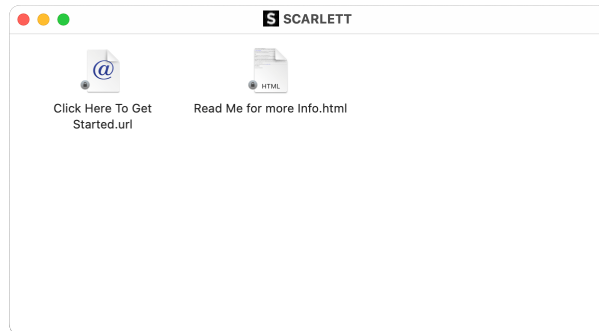 S SCARLETT
@
HTML
Click Here To Get
Started.url
Read Me for more Info.html